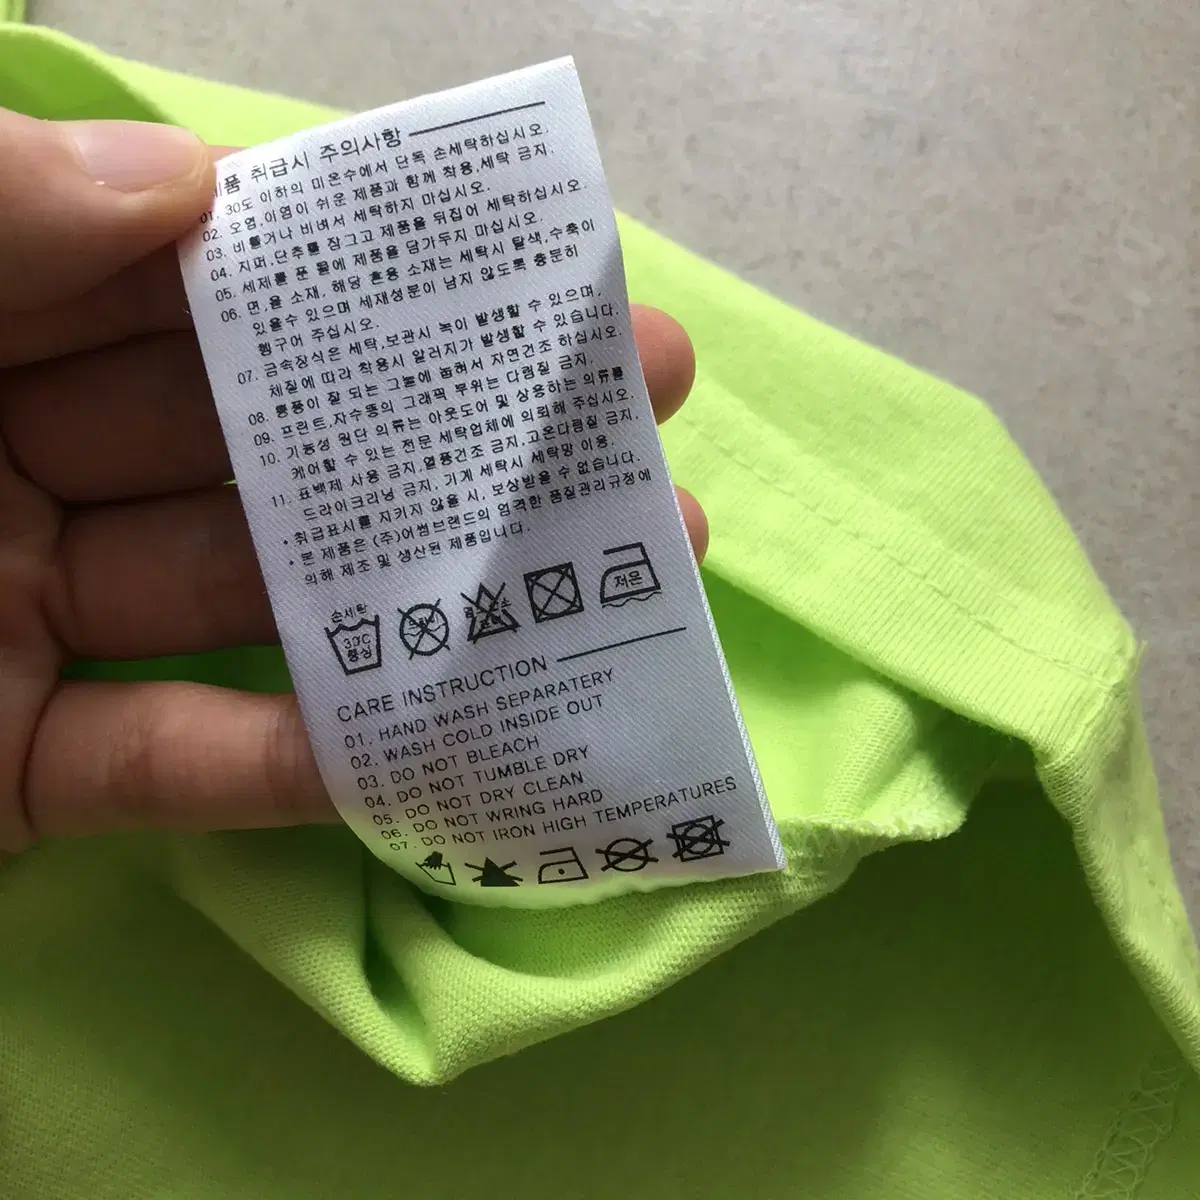 제품 취급시 주의사항
01. 30도 이하의 미온수에서 단독 손세탁하십시오.
02. 오염,이염이 쉬운 제품과 함께 착용,세탁 금지.
03. 비틀거나 비벼서 세탁하지 마십시오.
04. 지퍼,단추를 잠그고 제품을 뒤집어 세탁하십시오.
05. 세제를 푼 물에 제품을 담가두지 마십시오.
06. 면,울 소재, 해당 혼용 소재는 세탁시 탈색,수축이
있을수 있으며 세재성분이 남지 않도록 충분히
헹구어 주십시오.
07. 금속장식은 세탁,보관시 녹이 발생할 수 있으며,
체질에 따라 착용시 알러지가 발생할 수 있습니다.
08. 통풍이 잘 되는 그늘에 눕혀서 자연건조 하십시오.
09. 프린트,자수등의 그래픽 부위는 다림질 금지.
10. 기능성 원단 의류는 아웃도어 및 상용하는 의류를
케어할 수 있는 전문 세탁업체에 의뢰해 주십시오.
11. 표백제 사용 금지,열풍건조 금지,고온다림질 금지,
드라이크리닝 금지, 기계 세탁시 세탁망 이용.
• 취급표시를 지키지 않을 시, 보상받을 수 없습니다.
• 본 제품은 (주)어썸브랜드의 엄격한 품질관리규정에
의해 제조 및 생산된 제품입니다.
손세탁
30℃
중성
저온
CARE INSTRUCTION
01. HAND WASH SEPARATERY
02. WASH COLD INSIDE OUT
03. DO NOT BLEACH
04. DO NOT TUMBLE DRY
05. DO NOT DRY CLEAN
06. DO NOT WRING HARD
07. DO NOT IRON HIGH TEMPERATURES